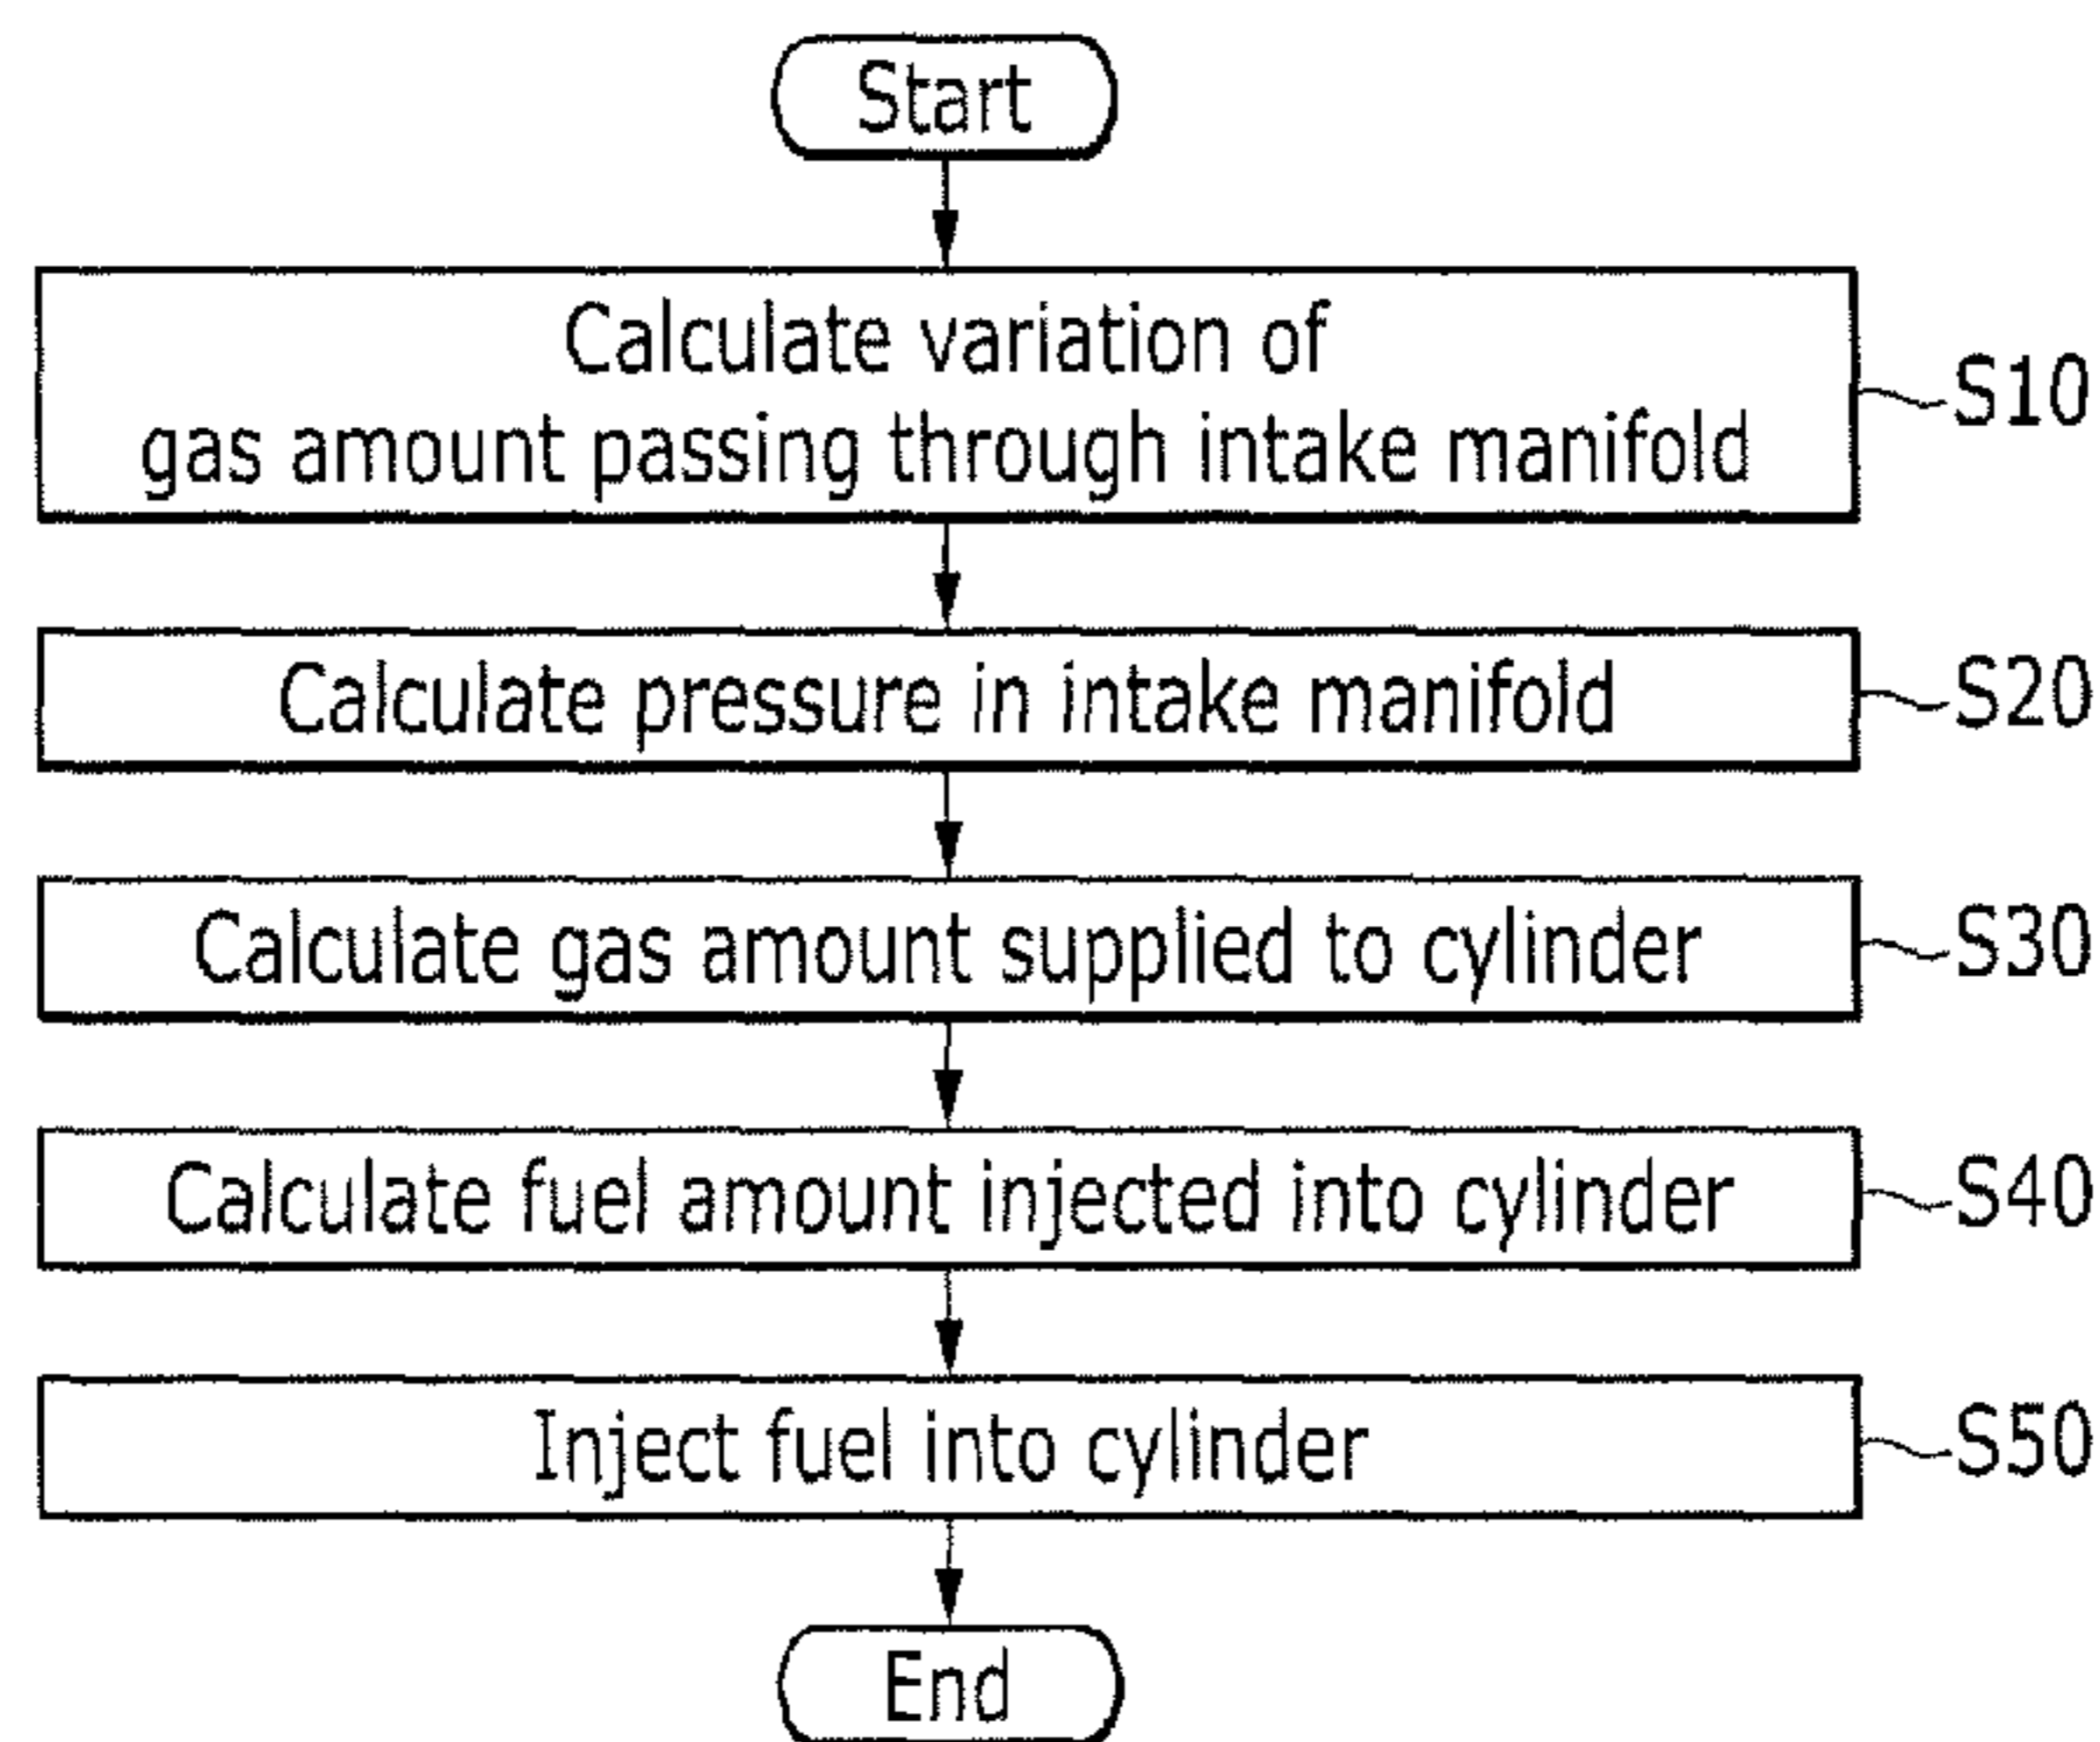 Start
Calculate variation of
gas amount passing through intake manifold
S10
Calculate pressure in intake manifold
S20
Calculate gas amount supplied to cylinder
S30
Calculate fuel amount injected into cylinder
S40
Inject fuel into cylinder
S50
End